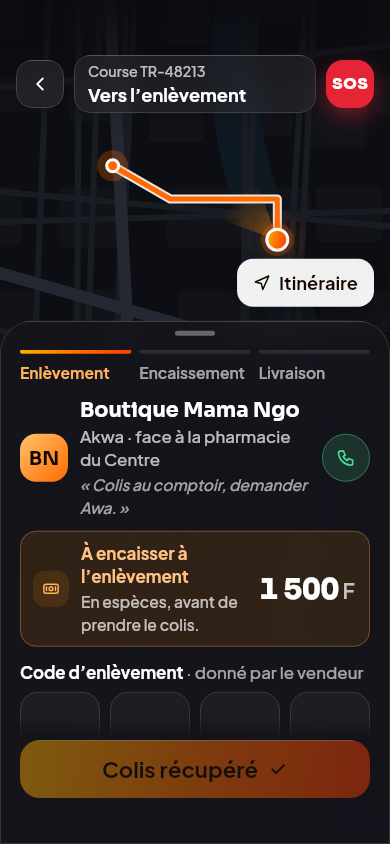 Course TR-48213
Vers l’enlèvement
SOS
Itinéraire
Enlèvement
Encaissement
Livraison
Boutique Mama Ngo
BN
Akwa · face à la pharmacie
du Centre
« Colis au comptoir, demander
Awa. »
À encaisser à
l’enlèvement
En espèces, avant de
prendre le colis.
1 500 F
Code d’enlèvement · donné par le vendeur
Colis récupéré